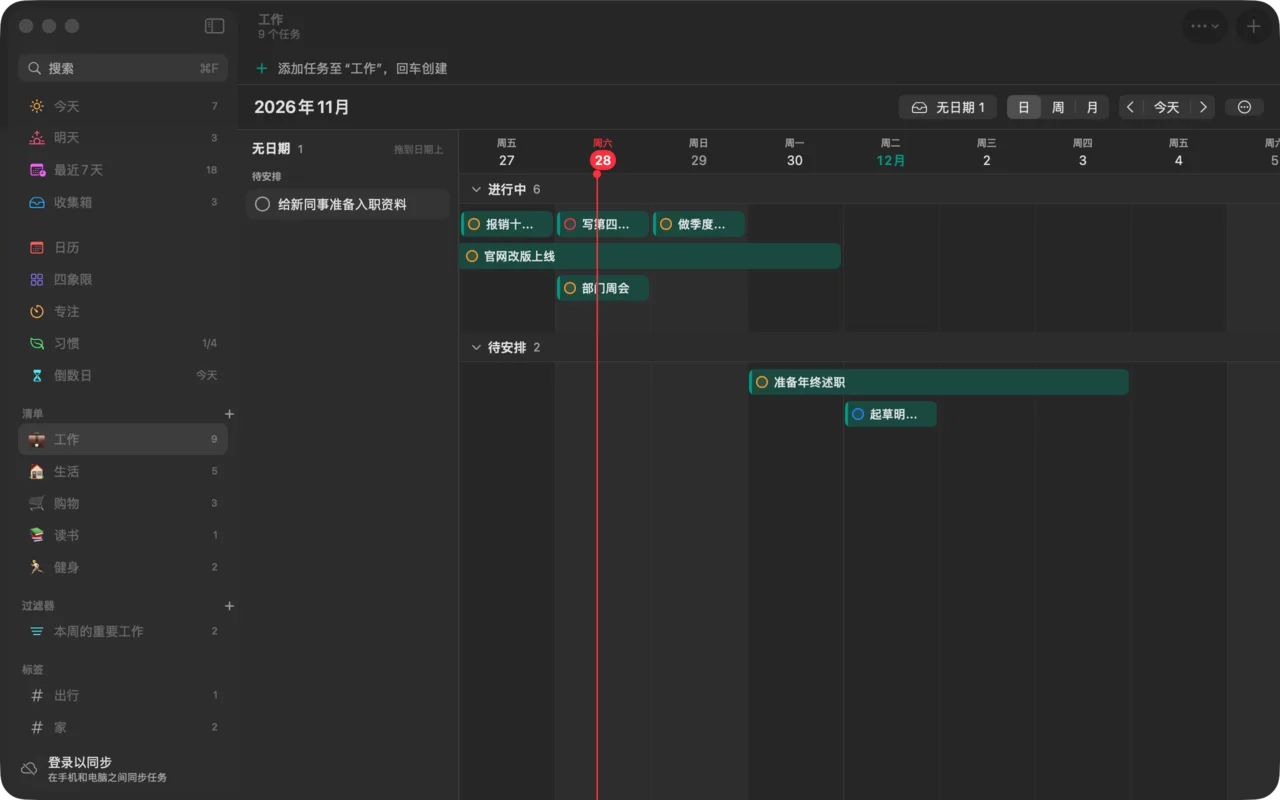 搜索 ⌘F
今天 7
明天 3
最近7天 18
收集箱 3
日历
四象限
专注
习惯 1/4
倒数日 今天
清单
工作 9
生活 5
购物 3
读书 1
健身 2
过滤器
本周的重要工作 2
标签
# 出行 1
# 家 2
登录以同步
在手机和电脑之间同步任务
工作
9 个任务
+ 添加任务至“工作”，回车创建
2026年11月
无日期 1
日 周 月
今天
无日期 1 拖到日期上
待安排
给新同事准备入职资料
周五 周六 周日 周一 周二 周三 周四 周五 周六
27 28 29 30 12月 2 3 4 5
进行中 6
报销十... 写第四... 做季度...
官网改版上线
部门周会
待安排 2
准备年终述职
起草明...